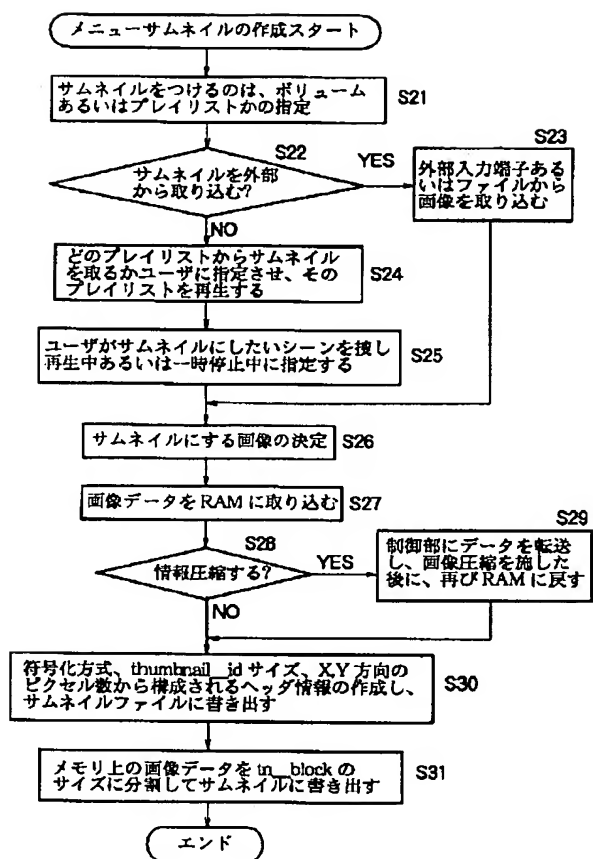 メニューサムネイルの作成スタート
サムネイルをつけるのは、ボリューム
あるいはプレイリストかの指定
S21
S22
サムネイルを外部
から取り込む?
YES
S23
外部入力端子ある
いはファイルから
画像を取り込む
NO
どのプレイリストからサムネイル
を取るかユーザに指定させ、その
プレイリストを再生する
S24
ユーザがサムネイルにしたいシーンを捜し
再生中あるいは一時停止中に指定する
S25
サムネイルにする画像の決定
S26
画像データをRAMに取り込む
S27
S28
情報圧縮する?
YES
S29
制御部にデータを転送
し、画像圧縮を施した
後に、再びRAMに戻す
NO
符号化方式、thumbnail_idサイズ、X,Y方向の
ピクセル数から構成されるヘッダ情報の作成し、
サムネイルファイルに書き出す
S30
メモリ上の画像データをtn_blockの
サイズに分割してサムネイルに書き出す
S31
エンド